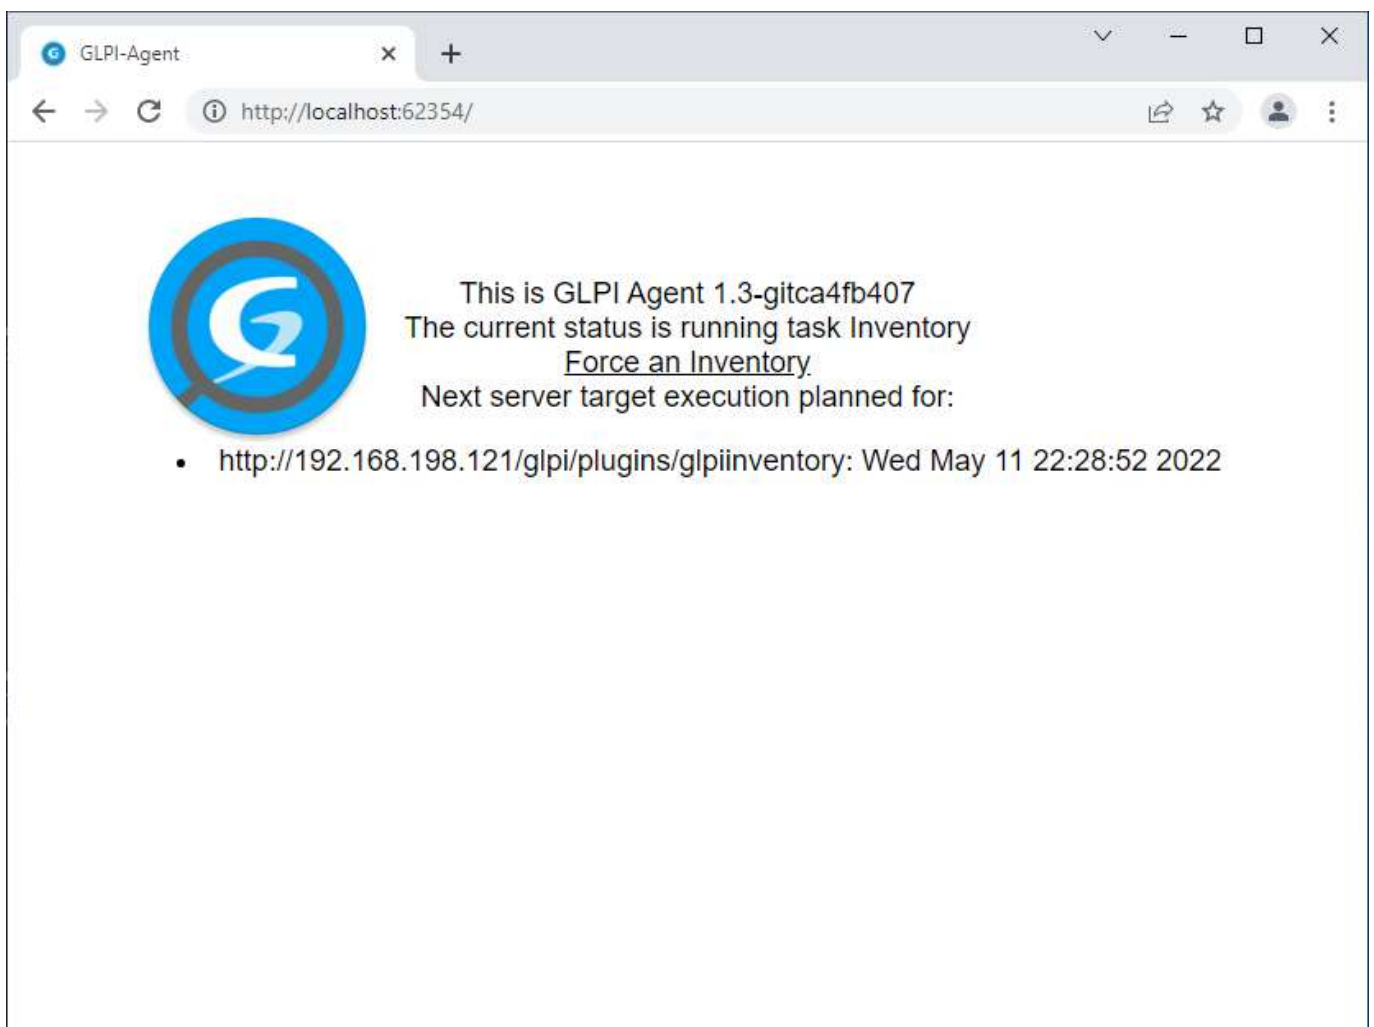 GLPI-Agent
http://localhost:62354/
This is GLPI Agent 1.3-gitca4fb407
The current status is running task Inventory
Force an Inventory
Next server target execution planned for:
• http://192.168.198.121/glpi/plugins/glpiinventory: Wed May 11 22:28:52 2022